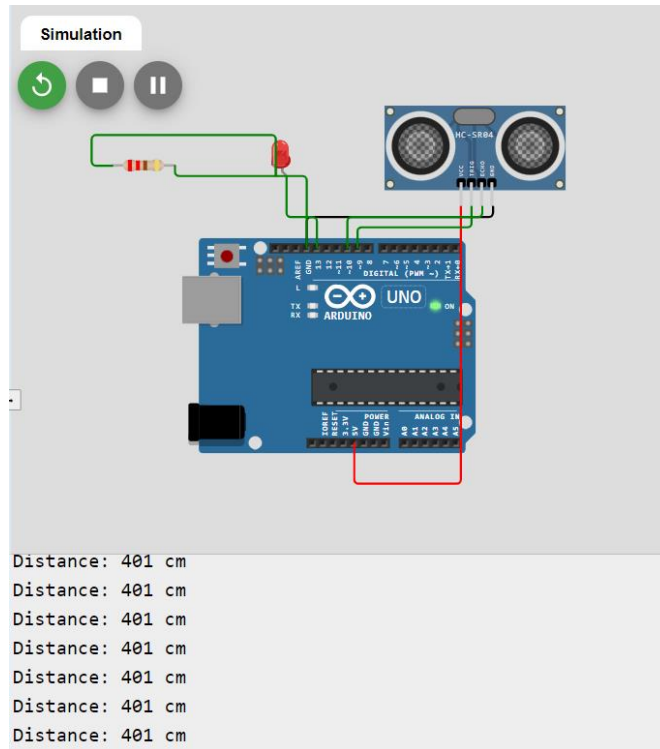 Simulation
HC-SR04
VCC
TRIG
ECHO
GND
AREF
GND
13
12
~11
~10
~9
8
7
~6
~5
4
~3
2
TX→1
RX←0
DIGITAL (PWM ~)
L
TX
RX
UNO
ON
ARDUINO
IOREF
RESET
3.3V
5V
GND
GND
Vin
POWER
ANALOG IN
A0
A1
A2
A3
A4
A5
Distance: 401 cm
Distance: 401 cm
Distance: 401 cm
Distance: 401 cm
Distance: 401 cm
Distance: 401 cm
Distance: 401 cm